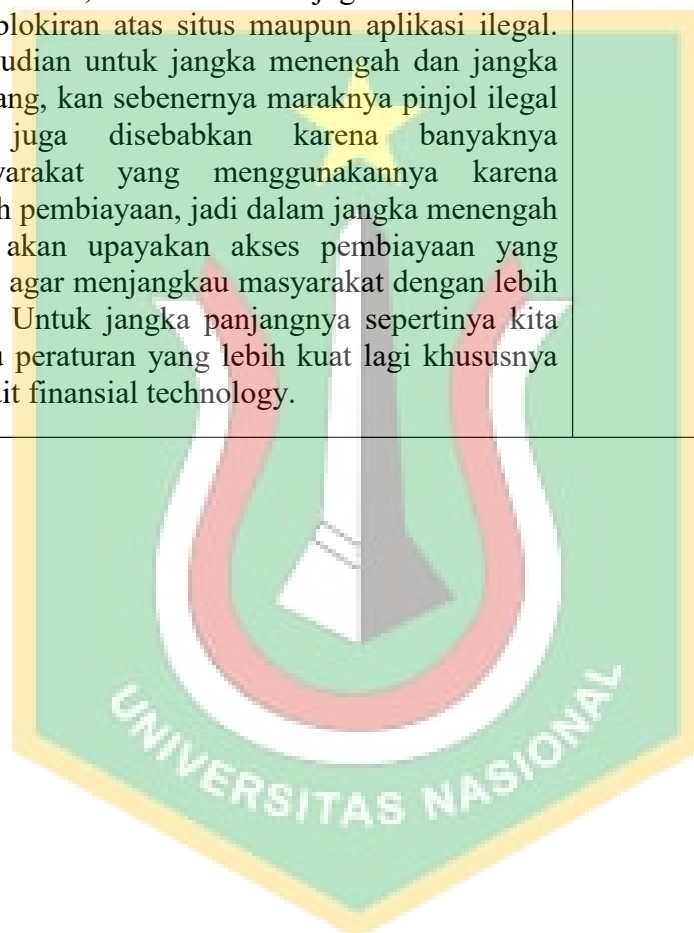 blokiran atas situs maupun aplikasi ilegal.
udian untuk jangka menengah dan jangka
ang, kan sebenernya maraknya pinjol ilegal
juga disebabkan karena banyaknya
yarakat yang menggunakannya karena
h pembiayaan, jadi dalam jangka menengah
akan upayakan akses pembiayaan yang
agar menjangkau masyarakat dengan lebih
Untuk jangka panjangnya sepertinya kita
u peraturan yang lebih kuat lagi khususnya
ait finansial technology.
UNIVERSITAS NASIONAL